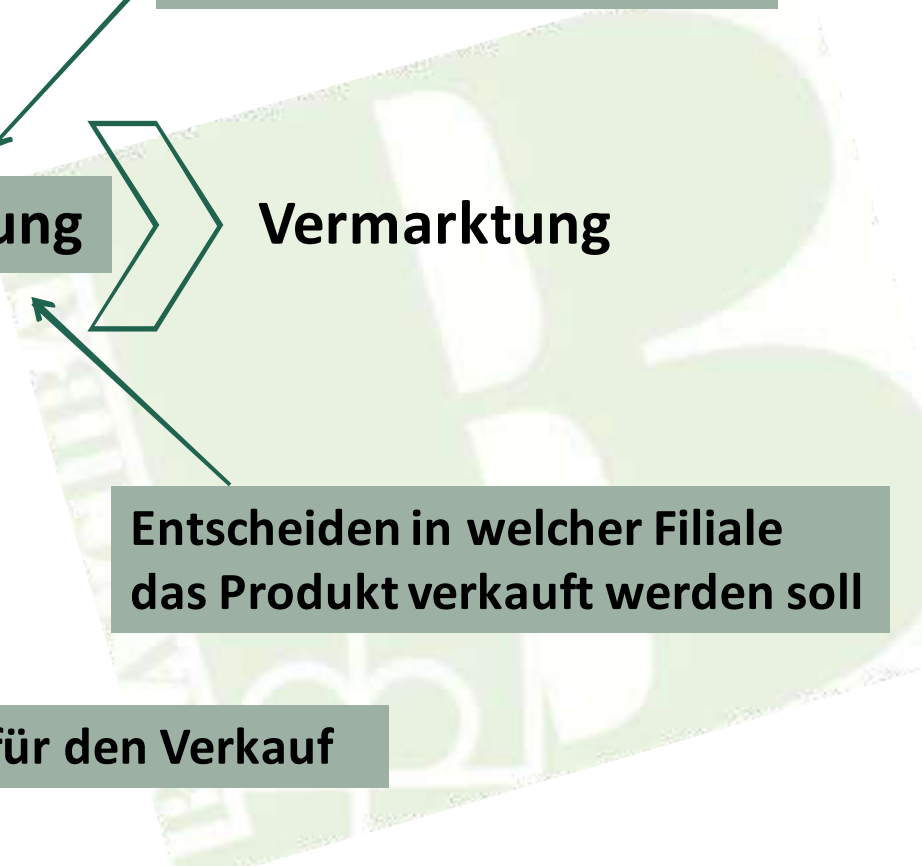 ung
Vermarktung
Entscheiden in welcher Filiale
das Produkt verkauft werden soll
für den Verkauf